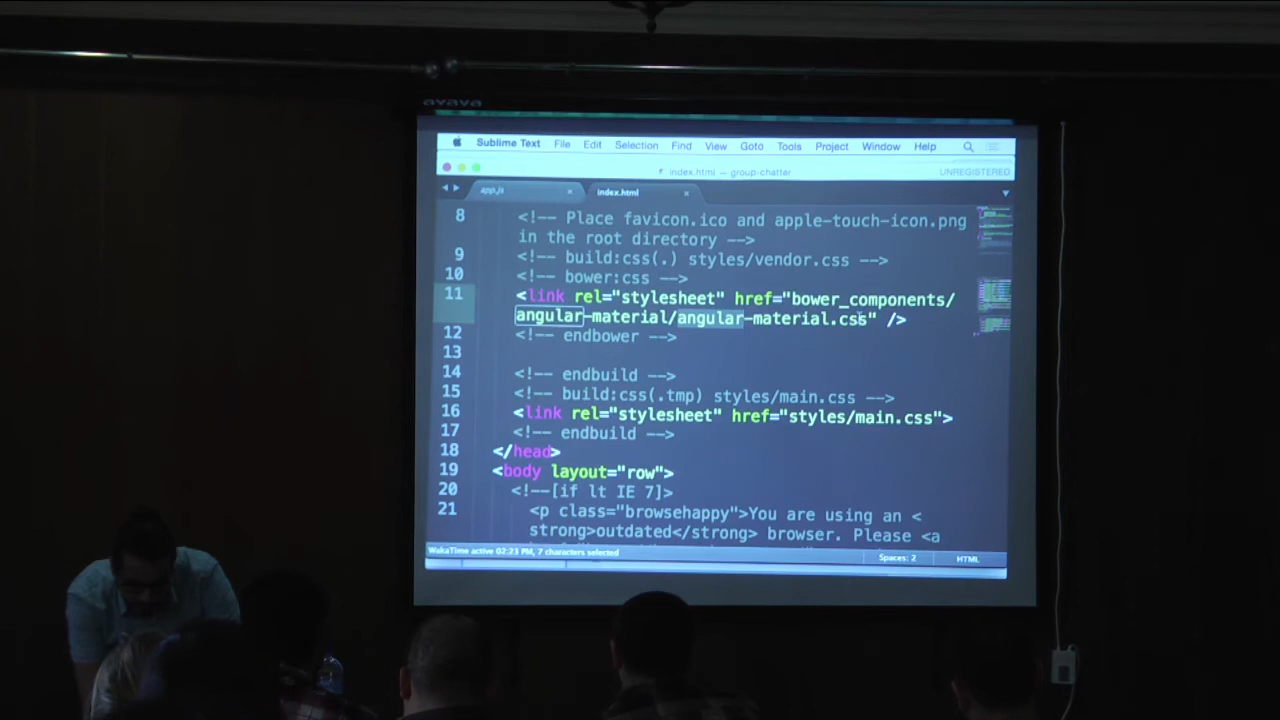 avaya
Sublime Text File Edit Selection Find View Goto Tools Project Window Help
index.html — group-chatter UNREGISTERED
app.js × index.html ×
8 <!-- Place favicon.ico and apple-touch-icon.png
in the root directory -->
9 <!-- build:css(.) styles/vendor.css -->
10 <!-- bower:css -->
11 <link rel="stylesheet" href="bower_components/
angular-material/angular-material.css" />
12 <!-- endbower -->
13
14 <!-- endbuild -->
15 <!-- build:css(.tmp) styles/main.css -->
16 <link rel="stylesheet" href="styles/main.css">
17 <!-- endbuild -->
18 </head>
19 <body layout="row">
20 <!--[if lt IE 7]>
21 <p class="browsehappy">You are using an <
strong>outdated</strong> browser. Please <a
WakaTime active 02:23 PM, 7 characters selected Spaces: 2 HTML